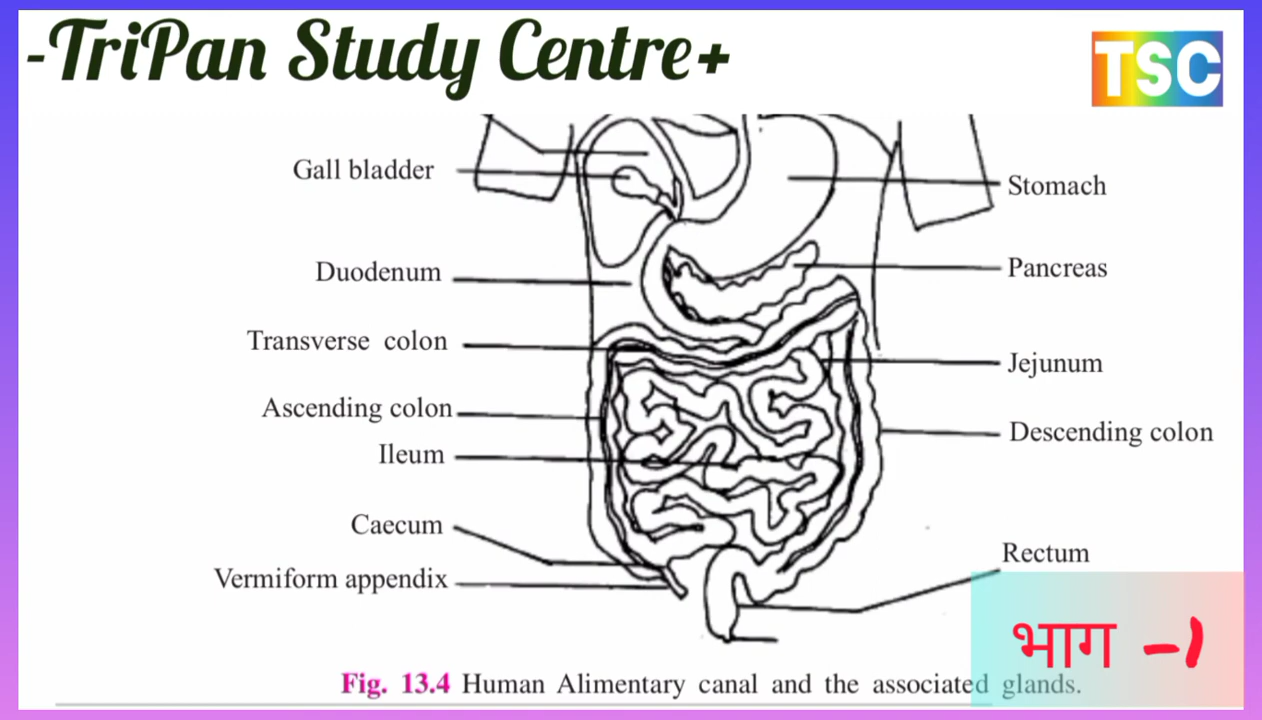 -TriPan Study Centre+
TSC
Gall bladder
Stomach
Duodenum
Pancreas
Transverse colon
Jejunum
Ascending colon
Descending colon
Ileum
Caecum
Rectum
Vermiform appendix
भाग -1
Fig. 13.4 Human Alimentary canal and the associated glands.